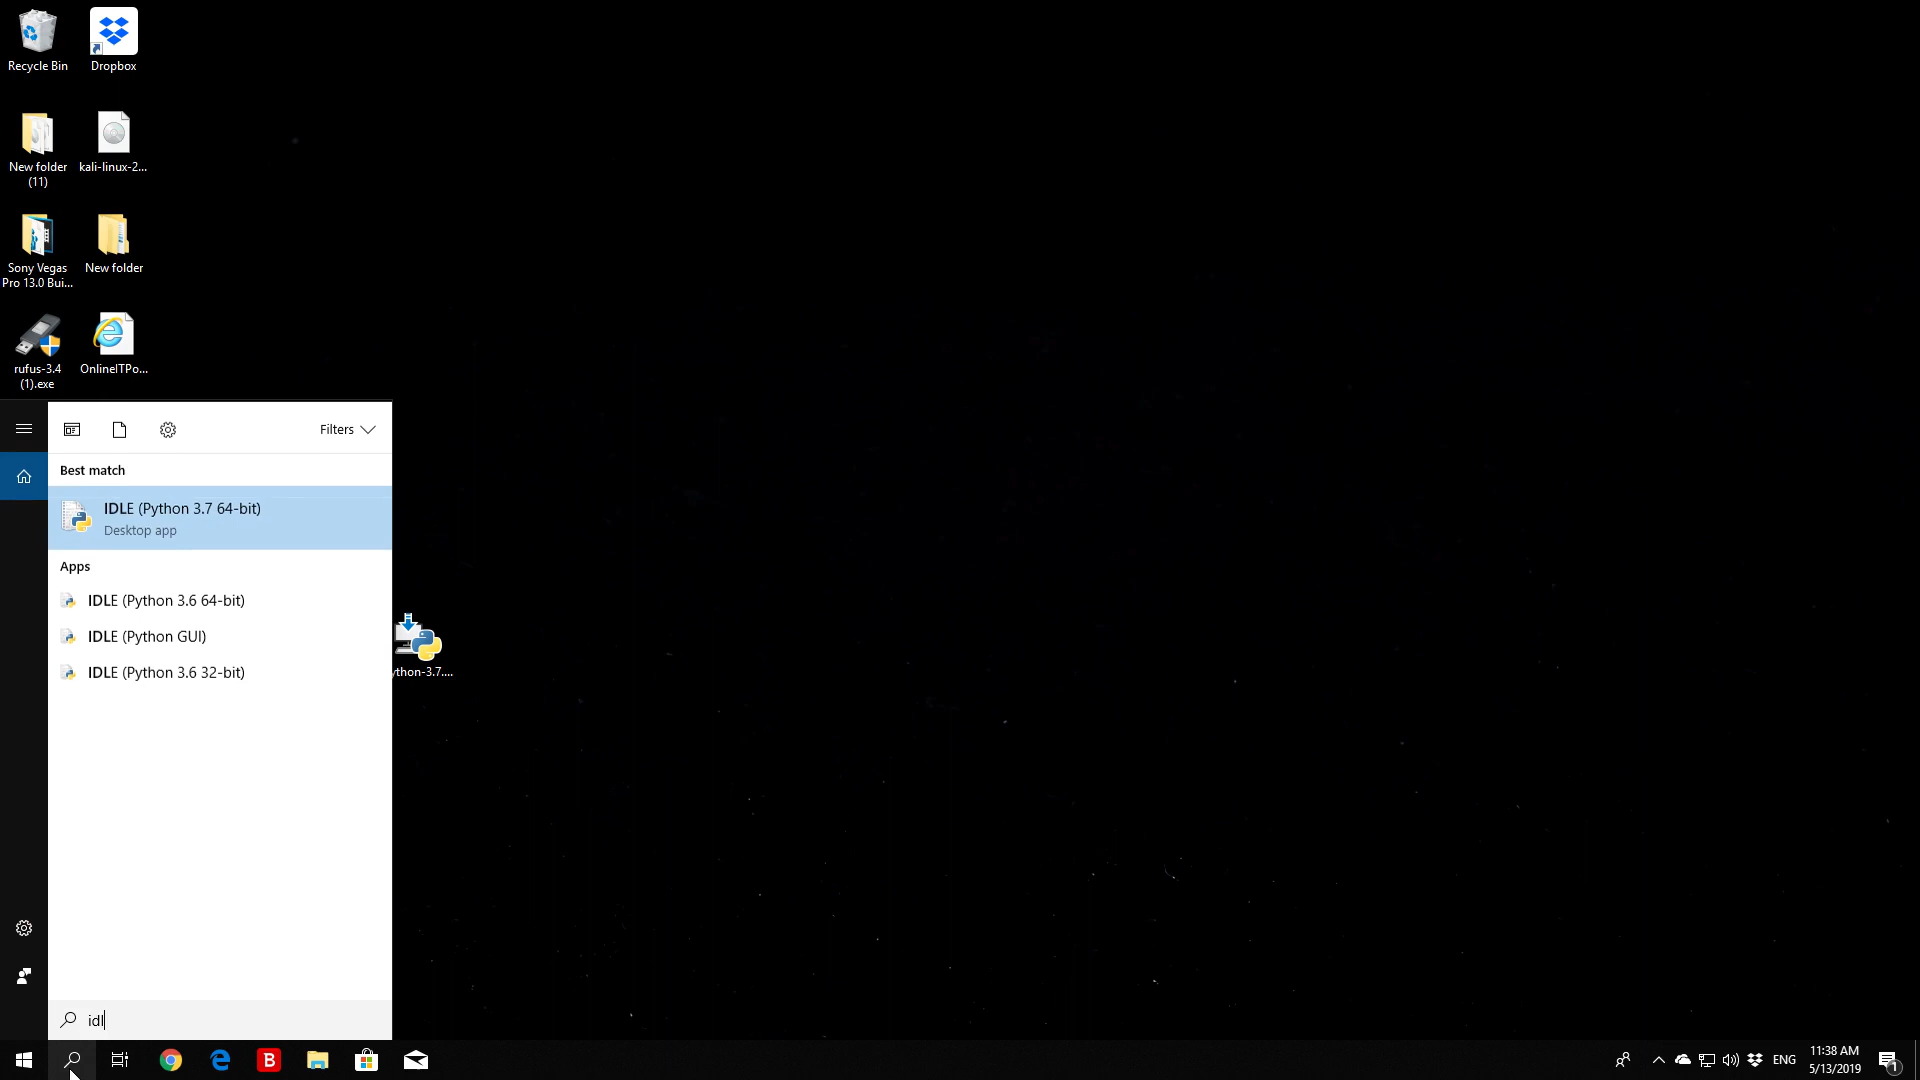 Recycle Bin
Dropbox
New folder
(11)
kali-linux-2...
Sony Vegas
Pro 13.0 Bui...
New folder
rufus-3.4
(1).exe
OnlineITPo...
Filters
Best match
IDLE (Python 3.7 64-bit)
Desktop app
Apps
IDLE (Python 3.6 64-bit)
IDLE (Python GUI)
IDLE (Python 3.6 32-bit)
ython-3.7....
idl
B
ENG
11:38 AM
5/13/2019
1